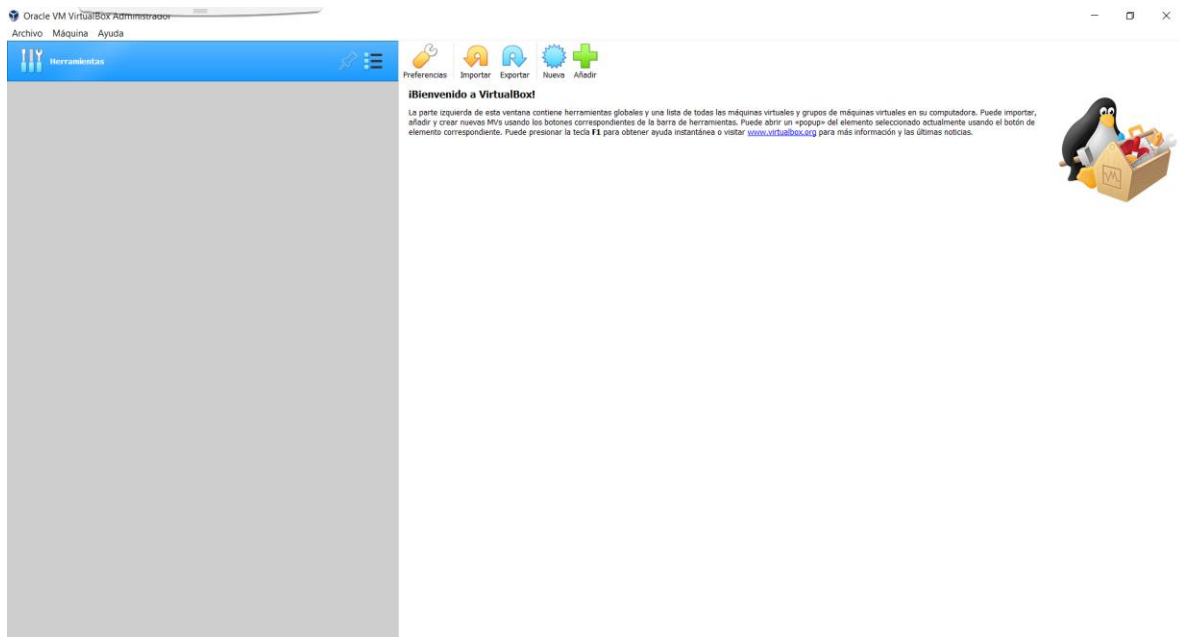 Oracle VM VirtualBox Administrador
Archivo Máquina Ayuda
Herramientas
Preferencias Importar Exportar Nueva Añadir
¡Bienvenido a VirtualBox!
La parte izquierda de esta ventana contiene herramientas globales y una lista de todas las máquinas virtuales y grupos de máquinas virtuales en su computadora. Puede importar,
añadir y crear nuevas MVs usando los botones correspondientes de la barra de herramientas. Puede abrir un «popup» del elemento seleccionado actualmente usando el botón de
elemento correspondiente. Puede presionar la tecla F1 para obtener ayuda instantánea o visitar www.virtualbox.org para más información y las últimas noticias.